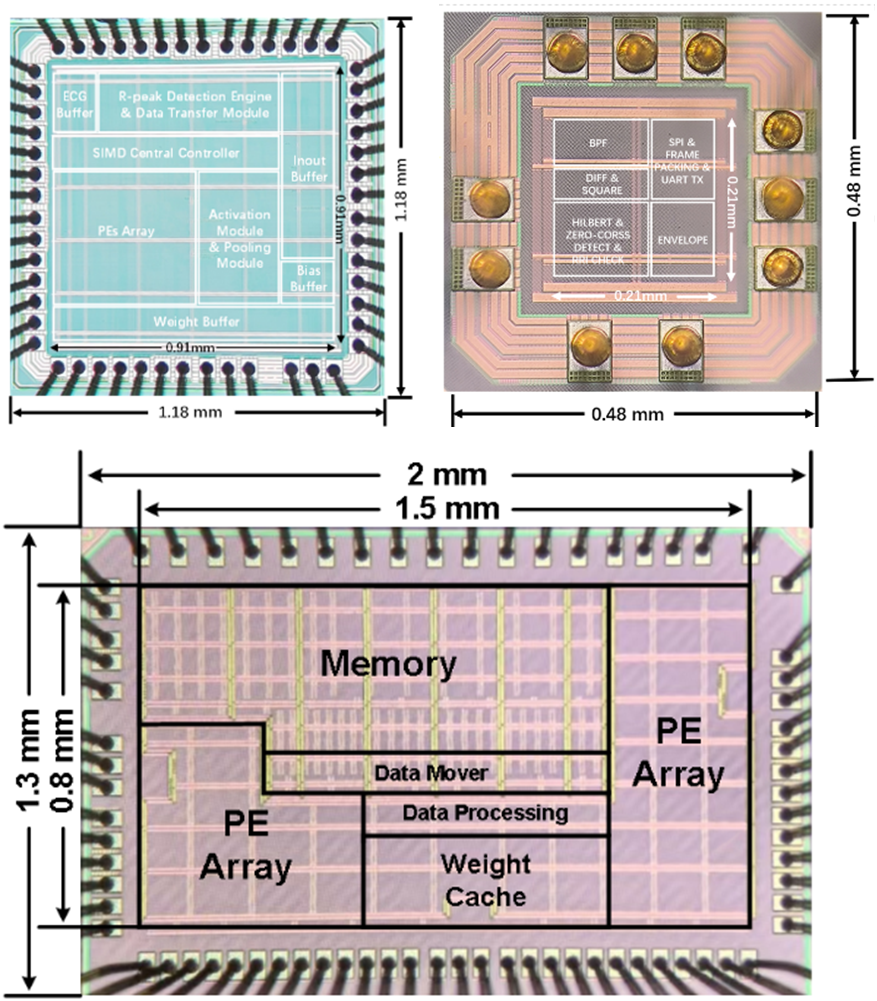 ECG
Buffer
R-peak Detection Engine
& Data Transfer Module
SIMD Central Controller
Inout
Buffer
PEs Array
Activation
Module
& Pooling
Module
Bias
Buffer
Weight Buffer
0.91mm
0.91mm
1.18 mm
1.18 mm
BPF
SPI &
FRAME
PACKING &
UART TX
DIFF &
SQUARE
HILBERT &
ZERO-CORSS
DETECT &
RRI CHECK
ENVELOPE
0.21mm
0.21mm
0.48 mm
0.48 mm
2 mm
1.5 mm
1.3 mm
0.8 mm
Memory
PE
Array
Data Mover
Data Processing
PE
Array
Weight
Cache